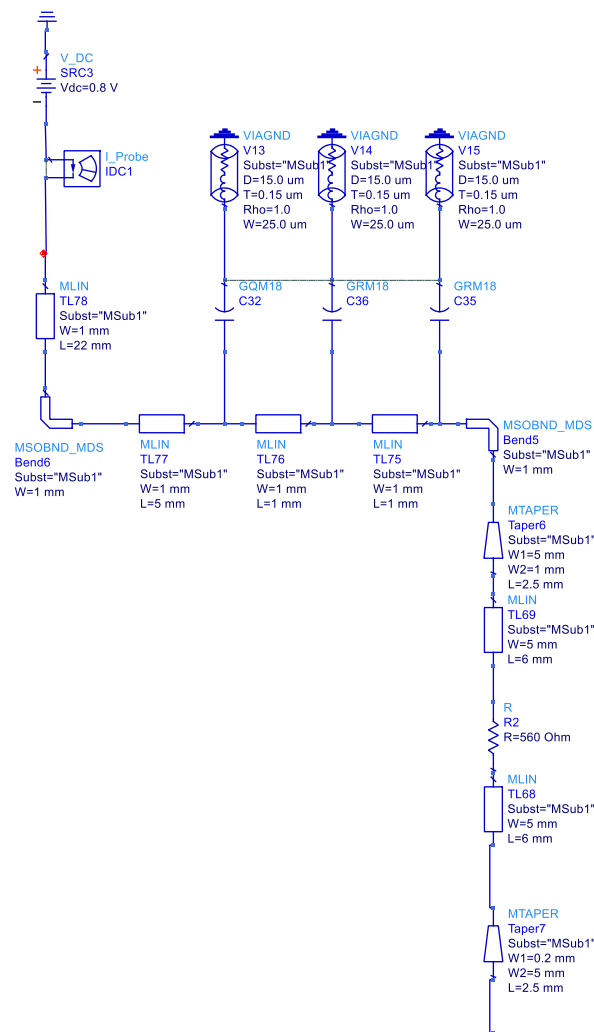 V_DC
SRC3
Vdc=0.8 V
+
–
I_Probe
IDC1
VIAGND
V13
Subst="MSub1"
D=15.0 um
T=0.15 um
Rho=1.0
W=25.0 um
VIAGND
V14
Subst="MSub1"
D=15.0 um
T=0.15 um
Rho=1.0
W=25.0 um
VIAGND
V15
Subst="MSub1"
D=15.0 um
T=0.15 um
Rho=1.0
W=25.0 um
MLIN
TL78
Subst="MSub1"
W=1 mm
L=22 mm
GQM18
C32
GRM18
C36
GRM18
C35
MSOBND_MDS
Bend6
Subst="MSub1"
W=1 mm
MLIN
TL77
Subst="MSub1"
W=1 mm
L=5 mm
MLIN
TL76
Subst="MSub1"
W=1 mm
L=1 mm
MLIN
TL75
Subst="MSub1"
W=1 mm
L=1 mm
MSOBND_MDS
Bend5
Subst="MSub1"
W=1 mm
MTAPER
Taper6
Subst="MSub1"
W1=5 mm
W2=1 mm
L=2.5 mm
MLIN
TL69
Subst="MSub1"
W=5 mm
L=6 mm
R
R2
R=560 Ohm
MLIN
TL68
Subst="MSub1"
W=5 mm
L=6 mm
MTAPER
Taper7
Subst="MSub1"
W1=0.2 mm
W2=5 mm
L=2.5 mm